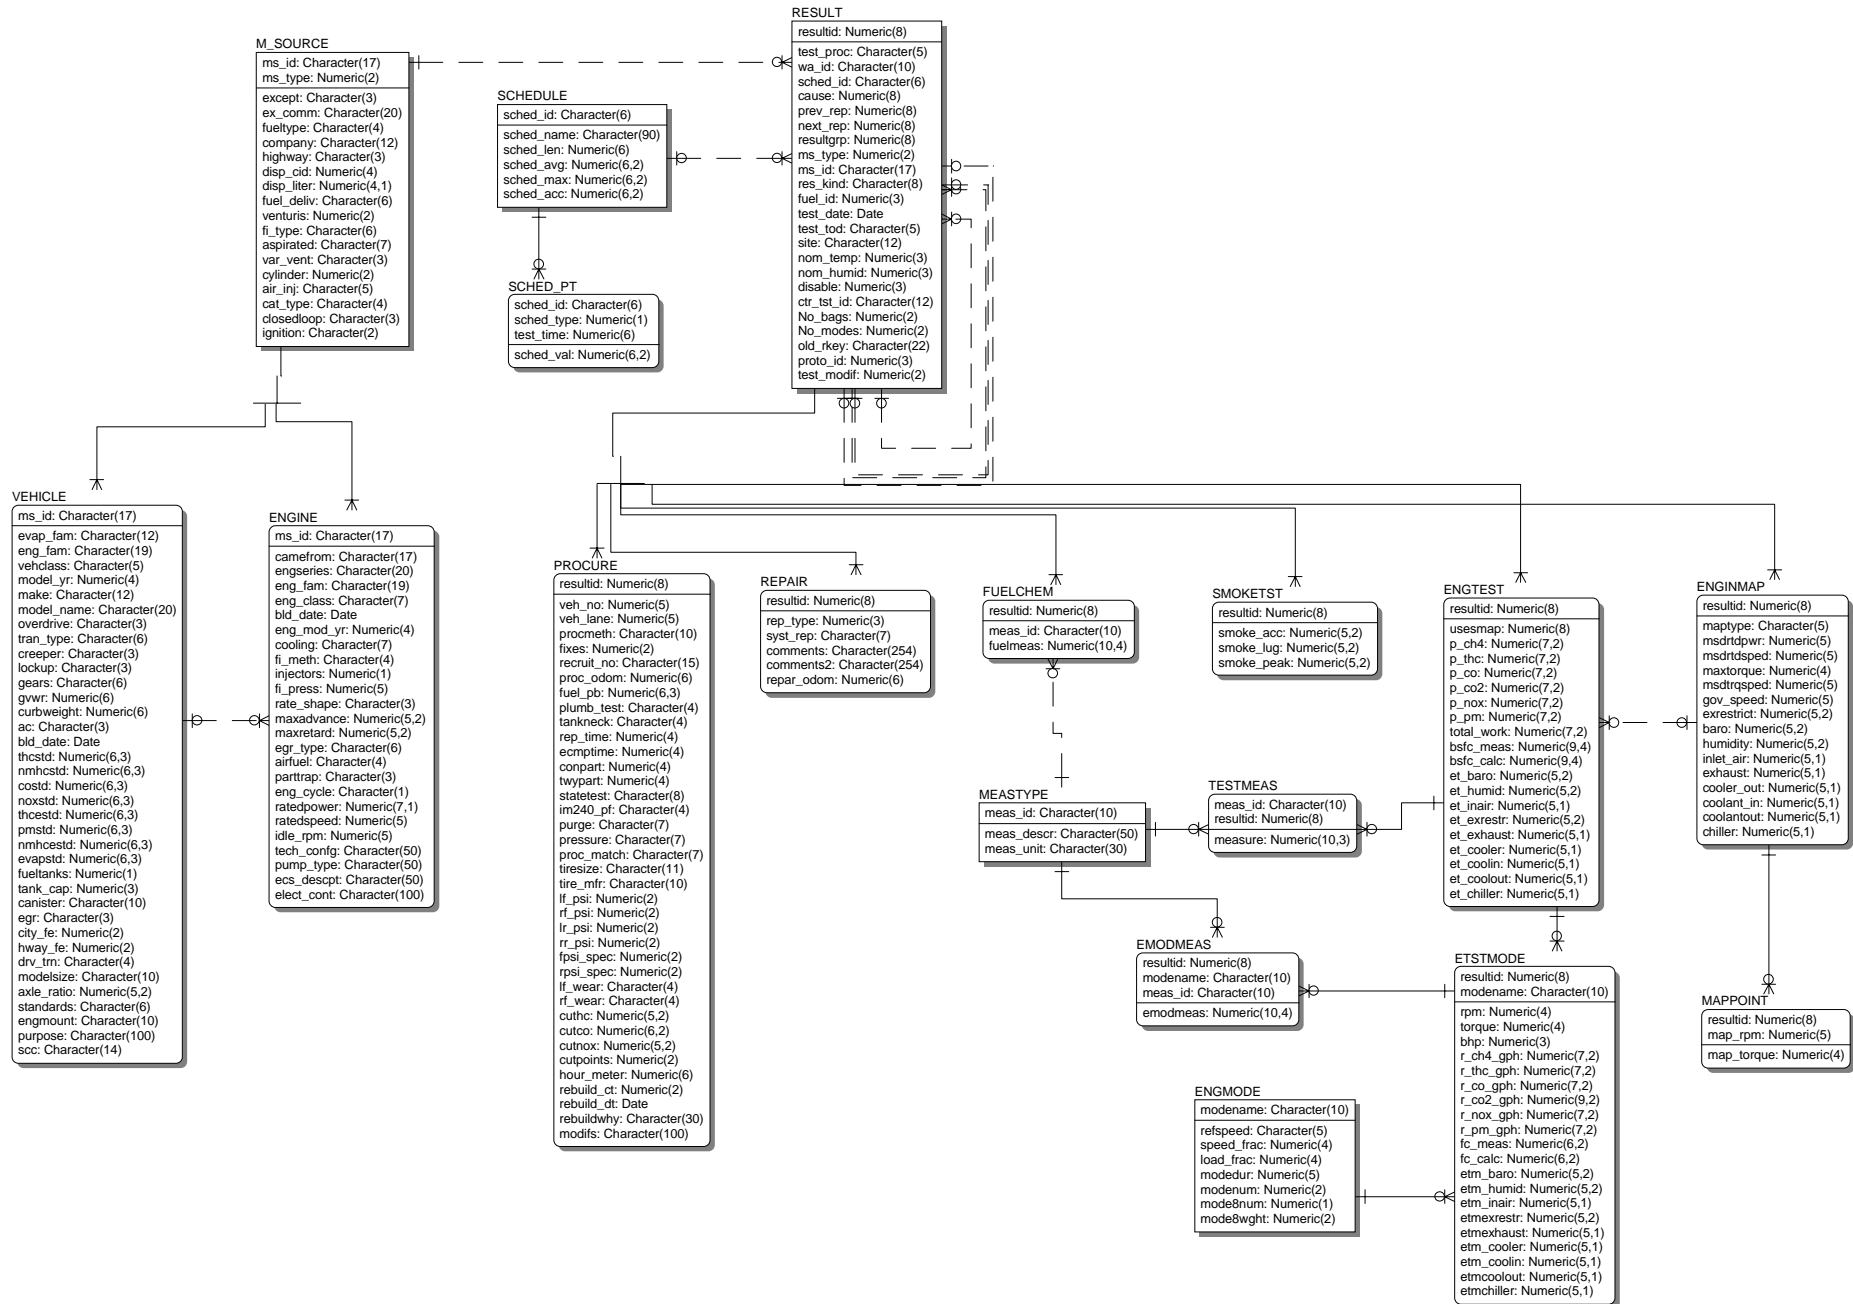 RESULT
resultid: Numeric(8)
test_proc: Character(5)
wa_id: Character(10)
sched_id: Character(6)
cause: Numeric(8)
prev_rep: Numeric(8)
next_rep: Numeric(8)
resultgrp: Numeric(8)
ms_type: Numeric(2)
ms_id: Numeric(17)
res_kind: Character(8)
fuel_id: Numeric(3)
test_date: Date
test_tod: Character(5)
site: Character(12)
nom_temp: Numeric(3)
nom_humid: Numeric(3)
disable: Numeric(3)
ctr_tst_id: Character(12)
No_bags: Numeric(2)
No_modes: Numeric(2)
old_rkey: Character(22)
proto_id: Numeric(3)
test_modif: Numeric(2)
M_SOURCE
ms_id: Character(17)
ms_type: Numeric(2)
except: Character(3)
ex_comm: Character(20)
fueltype: Character(4)
company: Character(12)
highway: Character(3)
disp_cid: Numeric(4)
disp_liter: Numeric(4,1)
fuel_deliv: Character(6)
venturis: Numeric(2)
fi_type: Character(6)
aspirated: Character(7)
var_vent: Character(3)
cylinder: Numeric(2)
air_inj: Character(5)
cat_type: Character(4)
closedloop: Character(3)
ignition: Character(2)
SCHEDULE
sched_id: Character(6)
sched_name: Character(90)
sched_len: Numeric(6)
sched_avg: Numeric(6,2)
sched_max: Numeric(6,2)
sched_acc: Numeric(6,2)
SCHED_PT
sched_id: Character(6)
sched_type: Numeric(1)
test_time: Numeric(6)
sched_val: Numeric(6,2)
VEHICLE
ms_id: Character(17)
evap_fam: Character(12)
eng_fam: Character(19)
vehclass: Character(5)
model_yr: Numeric(4)
make: Character(12)
model_name: Character(20)
overdrive: Character(3)
tran_type: Character(6)
creeper: Character(3)
lockup: Character(3)
gears: Character(6)
gvwr: Numeric(6)
curbweight: Numeric(6)
ac: Character(3)
bld_date: Date
thcstd: Numeric(6,3)
nmhcstd: Numeric(6,3)
costd: Numeric(6,3)
noxstd: Numeric(6,3)
thcestd: Numeric(6,3)
pmstd: Numeric(6,3)
nmhcestd: Numeric(6,3)
evapstd: Numeric(6,3)
fueltanks: Numeric(1)
tank_cap: Numeric(3)
canister: Numeric(10)
egr: Character(3)
city_fe: Numeric(2)
hway_fe: Numeric(2)
drv_trn: Character(4)
modelsize: Character(10)
axle_ratio: Numeric(5,2)
standards: Character(6)
engmount: Character(10)
purpose: Character(100)
scc: Character(14)
ENGINE
ms_id: Character(17)
camefrom: Character(17)
engseries: Character(20)
eng_fam: Character(19)
eng_class: Character(7)
bld_date: Date
eng_mod_yr: Numeric(4)
cooling: Character(7)
fi_meth: Character(4)
injectors: Numeric(1)
fi_press: Numeric(5)
rate_shape: Character(3)
maxadvance: Numeric(5,2)
maxretard: Numeric(5,2)
egr_type: Character(6)
airfuel: Character(4)
parttrap: Character(3)
eng_cycle: Character(1)
ratedpower: Numeric(7,1)
ratedspeed: Numeric(5)
idle_rpm: Numeric(5)
tech_confg: Character(50)
pump_type: Character(50)
ecs_descpt: Character(50)
elect_cont: Character(100)
PROCURE
resultid: Numeric(8)
veh_no: Numeric(5)
veh_lane: Numeric(5)
procmeth: Character(10)
fixes: Numeric(2)
recruit_no: Character(15)
proc_odom: Numeric(6)
fuel_pb: Numeric(6,3)
plumb_test: Character(4)
tankneck: Character(4)
rep_time: Numeric(4)
ecmptime: Numeric(4)
conpart: Numeric(4)
twypart: Numeric(4)
statetest: Character(8)
im240_pf: Character(4)
purge: Character(7)
pressure: Character(7)
proc_match: Character(7)
tiresize: Character(11)
tire_mfr: Character(10)
lf_psi: Numeric(2)
rf_psi: Numeric(2)
lr_psi: Numeric(2)
rr_psi: Numeric(2)
fpsi_spec: Numeric(2)
rpsi_spec: Numeric(2)
lf_wear: Character(4)
rf_wear: Character(4)
cuthc: Numeric(5,2)
cutco: Numeric(6,2)
cutnox: Numeric(5,2)
cutpoints: Numeric(2)
hour_meter: Numeric(6)
rebuild_ct: Numeric(2)
rebuild_dt: Date
rebuildwhy: Character(30)
modifs: Character(100)
REPAIR
resultid: Numeric(8)
rep_type: Numeric(3)
syst_rep: Character(7)
comments: Character(254)
comments2: Character(254)
repar_odom: Numeric(6)
FUELCHEM
resultid: Numeric(8)
meas_id: Character(10)
fuelmeas: Numeric(10,4)
SMOKETST
resultid: Numeric(8)
smoke_acc: Numeric(5,2)
smoke_lug: Numeric(5,2)
smoke_peak: Numeric(5,2)
ENGTEST
resultid: Numeric(8)
usesmap: Numeric(8)
p_ch4: Numeric(7,2)
p_thc: Numeric(7,2)
p_co: Numeric(7,2)
p_co2: Numeric(7,2)
p_nox: Numeric(7,2)
p_pm: Numeric(7,2)
total_work: Numeric(7,2)
bsfc_meas: Numeric(9,4)
bsfc_calc: Numeric(9,4)
et_baro: Numeric(5,2)
et_humid: Numeric(5,2)
et_inair: Numeric(5,1)
et_exrestr: Numeric(5,2)
et_exhaust: Numeric(5,1)
et_cooler: Numeric(5,1)
et_coolin: Numeric(5,1)
et_coolout: Numeric(5,1)
et_chiller: Numeric(5,1)
ENGINMAP
resultid: Numeric(8)
maptype: Character(5)
msdrtdpwr: Numeric(5)
msdrtdsped: Numeric(5)
maxtorque: Numeric(4)
msdtrqsped: Numeric(5)
gov_speed: Numeric(5)
exrestrict: Numeric(5,2)
baro: Numeric(5,2)
humidity: Numeric(5,2)
inlet_air: Numeric(5,1)
exhaust: Numeric(5,1)
cooler_out: Numeric(5,1)
coolant_in: Numeric(5,1)
coolantout: Numeric(5,1)
chiller: Numeric(5,1)
MEASTYPE
meas_id: Character(10)
meas_descr: Character(50)
meas_unit: Character(30)
TESTMEAS
meas_id: Character(10)
resultid: Numeric(8)
measure: Numeric(10,3)
EMODMEAS
resultid: Numeric(8)
modename: Character(10)
meas_id: Character(10)
emodmeas: Numeric(10,4)
ETSTMODE
resultid: Numeric(8)
modename: Character(10)
rpm: Numeric(4)
torque: Numeric(4)
bhp: Numeric(3)
r_ch4_gph: Numeric(7,2)
r_thc_gph: Numeric(7,2)
r_co_gph: Numeric(7,2)
r_co2_gph: Numeric(9,2)
r_nox_gph: Numeric(7,2)
r_pm_gph: Numeric(7,2)
fc_meas: Numeric(6,2)
fc_calc: Numeric(6,2)
etm_baro: Numeric(5,2)
etm_humid: Numeric(5,2)
etm_inair: Numeric(5,1)
etmexrestr: Numeric(5,2)
etmexhaust: Numeric(5,1)
etm_cooler: Numeric(5,1)
etm_coolin: Numeric(5,1)
etmcoolout: Numeric(5,1)
etmchiller: Numeric(5,1)
MAPPOINT
resultid: Numeric(8)
map_rpm: Numeric(5)
map_torque: Numeric(4)
ENGMODE
modename: Character(10)
refspeed: Character(5)
speed_frac: Numeric(4)
load_frac: Numeric(4)
modedur: Numeric(5)
modenum: Numeric(2)
mode8num: Numeric(1)
mode8wght: Numeric(2)